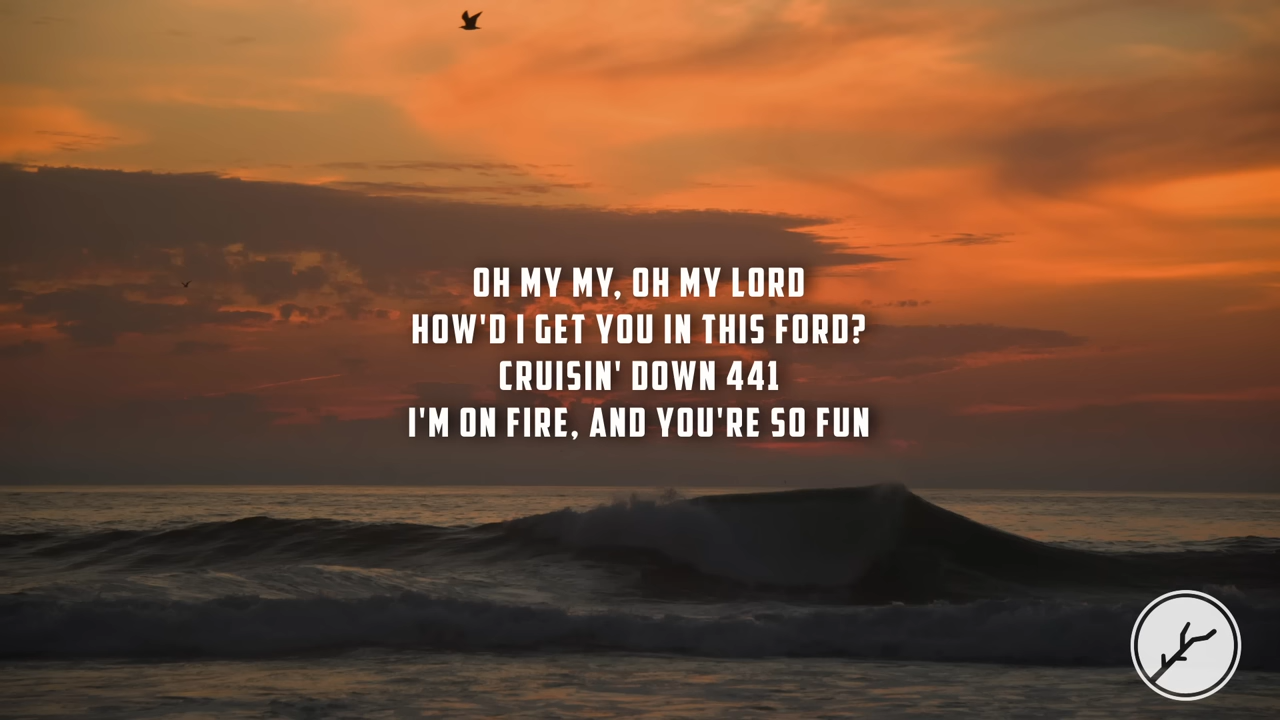 OH MY MY, OH MY LORD
HOW'D I GET YOU IN THIS FORD?
CRUISIN' DOWN 441
I'M ON FIRE, AND YOU'RE SO FUN